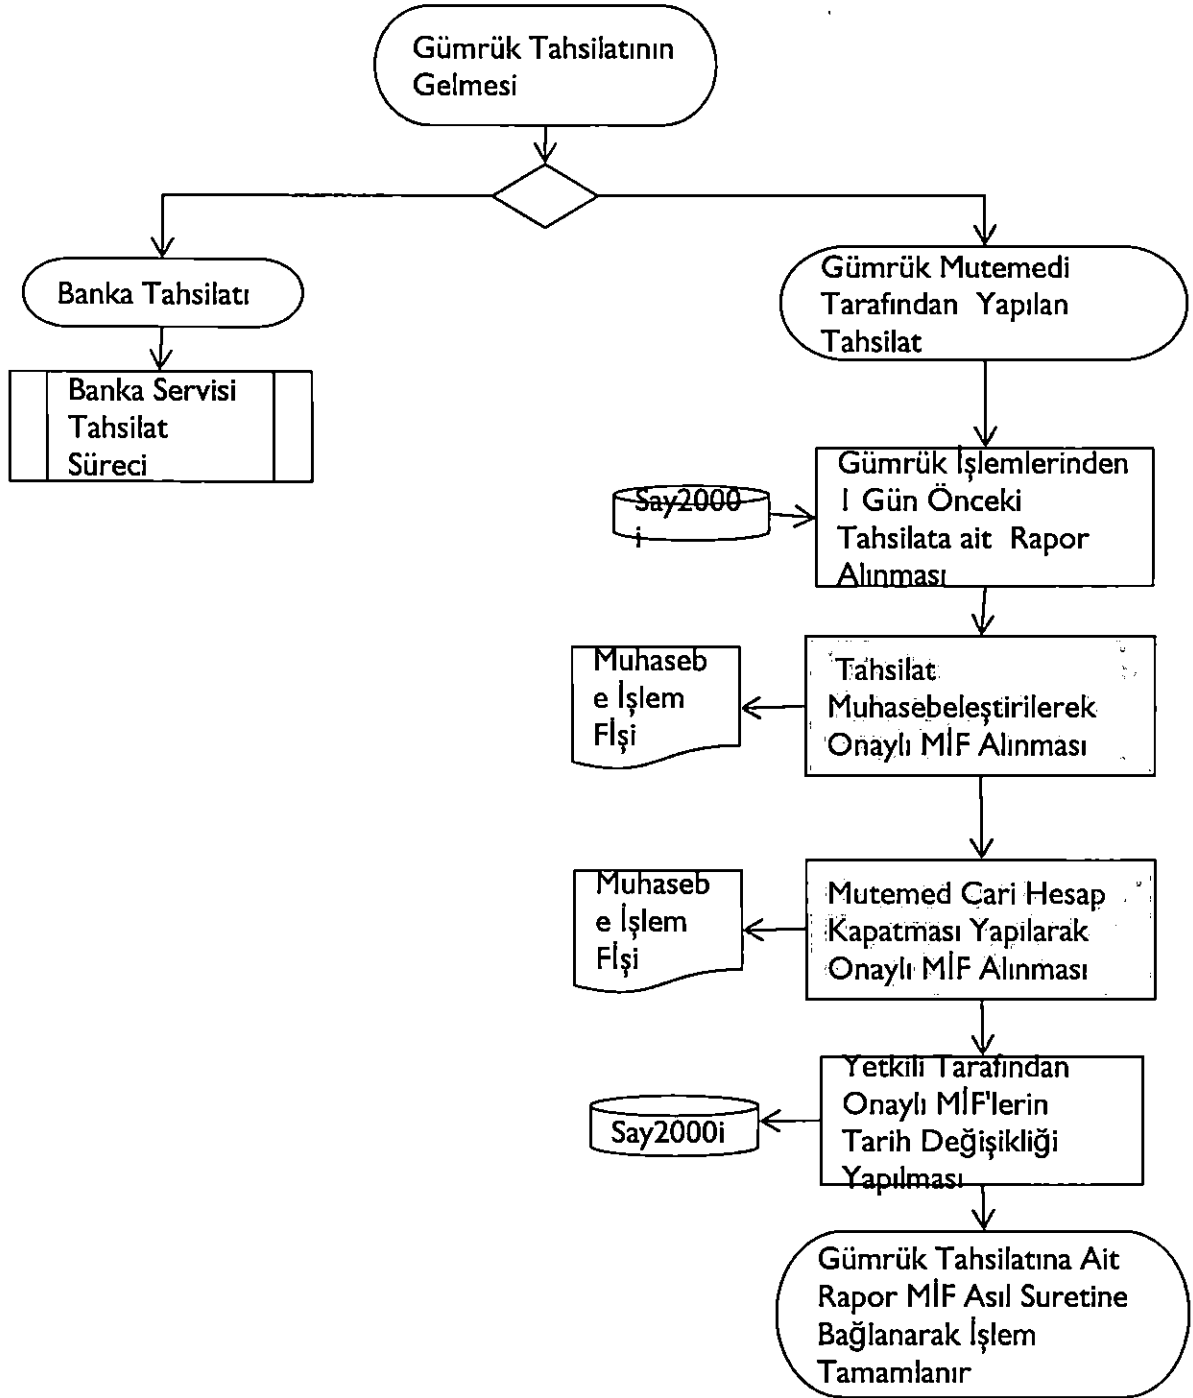 Gümrük Tahsilatının
Gelmesi
Banka Tahsilatı
Banka Servisi
Tahsilat
Süreci
Gümrük Mutemedi
Tarafından Yapılan
Tahsilat
Say2000
i
Gümrük İşlemlerinden
1 Gün Önceki
Tahsilata ait Rapor
Alınması
Muhaseb
e İşlem
Fİşi
Tahsilat
Muhasebeleştirilerek
Onaylı MİF Alınması
Muhaseb
e İşlem
Fİşi
Mutemed Cari Hesap
Kapatması Yapılarak
Onaylı MİF Alınması
Say2000i
Yetkili Tarafından
Onaylı MİF'lerin
Tarih Değişikliği
Yapılması
Gümrük Tahsilatına Ait
Rapor MİF Asıl Suretine
Bağlanarak İşlem
Tamamlanır